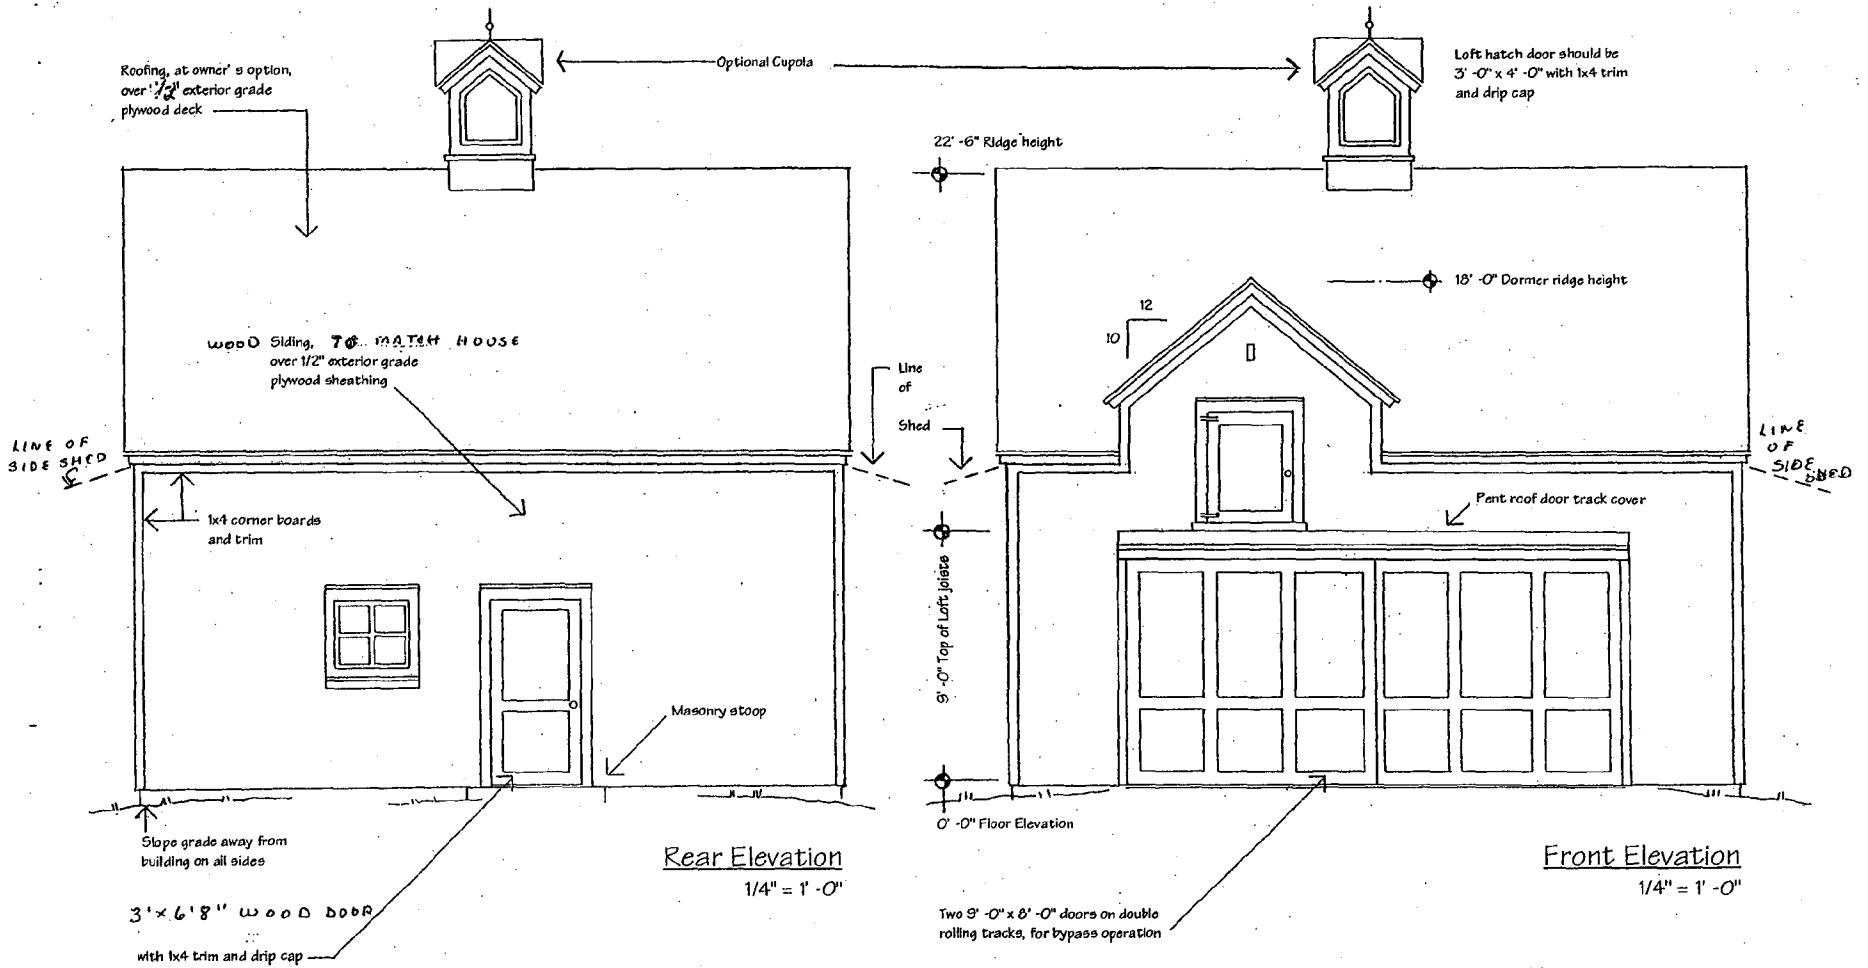 Roofing, at owner' s option,
over 1/2" exterior grade
plywood deck
Optional Cupola
Loft hatch door should be
3' -0" x 4' -0" with 1x4 trim
and drip cap
22' -6" Ridge height
18' -0" Dormer ridge height
12
10
WOOD Siding, TO MATCH HOUSE
over 1/2" exterior grade
plywood sheathing
Line
of
Shed
LINE OF
SIDE SHED
LINE
OF
SIDE
SHED
1x4 corner boards
and trim
Pent roof door track cover
9' -0" Top of Loft joists
Masonry stoop
0' -0" Floor Elevation
Slope grade away from
building on all sides
Rear Elevation
1/4" = 1' -0"
Front Elevation
1/4" = 1' -0"
3' x 6'8" WOOD DOOR
with 1x4 trim and drip cap
Two 9' -0" x 8' -0" doors on double
rolling tracks, for bypass operation